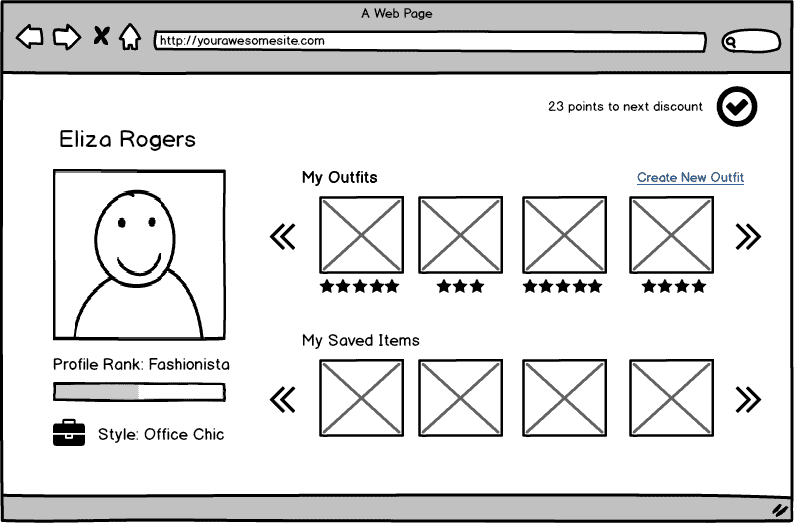 A Web Page
http://yourawesomesite.com
23 points to next discount
Eliza Rogers
My Outfits
Create New Outfit
My Saved Items
Profile Rank: Fashionista
Style: Office Chic